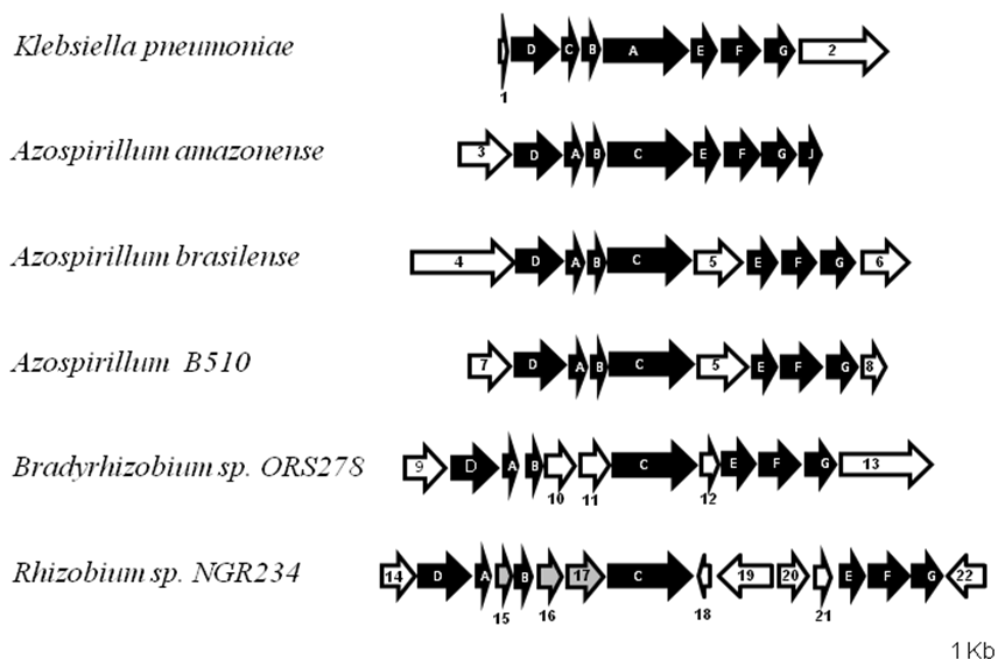 Klebsiella pneumoniae
D C B A E F G 2
1
Azospirillum amazonense
3 D A B C E F G J
Azospirillum brasilense
4 D A B C 5 E F G 6
Azospirillum B510
7 D A B C 5 E F G 8
Bradyrhizobium sp. ORS278
9 D A B C E F G 13
10 11 12
Rhizobium sp. NGR234
14 D A B 17 C 19 20 E F G 22
15 16 18 21
1 Kb